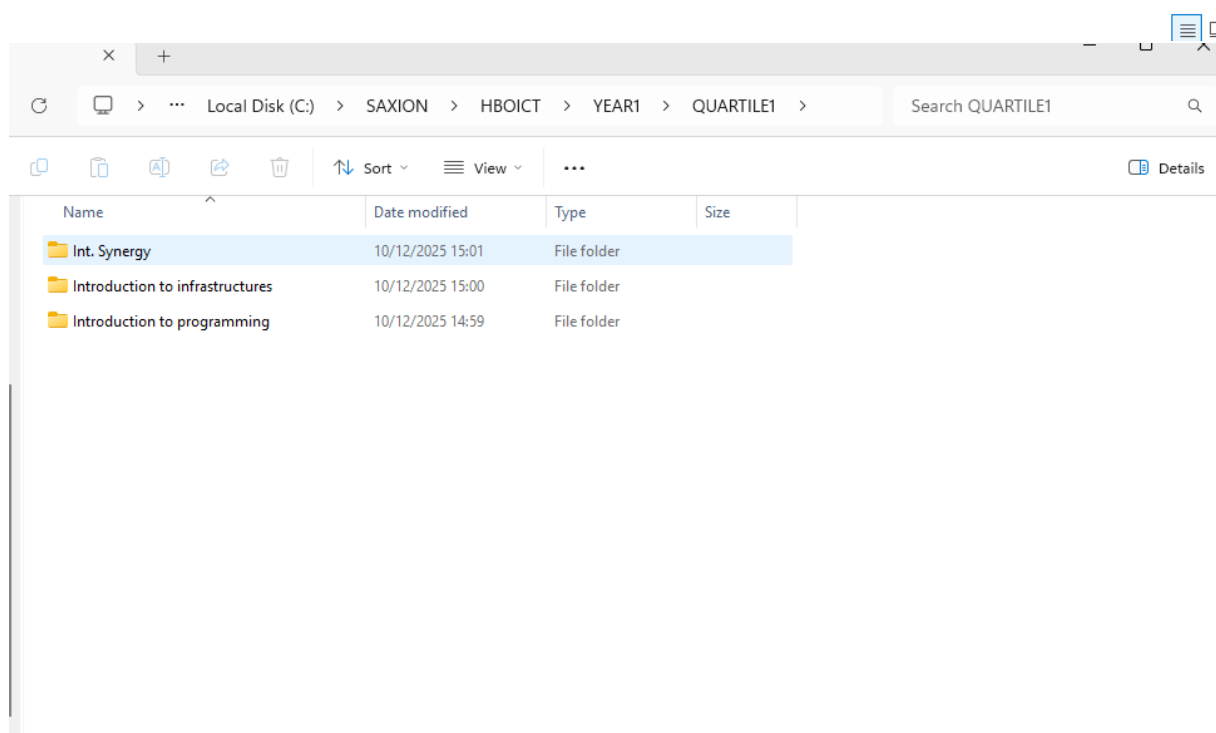 Local Disk (C:) > SAXION > HBOICT > YEAR1 > QUARTILE1 > Search QUARTILE1
Sort View ... Details
Name Date modified Type Size
Int. Synergy 10/12/2025 15:01 File folder
Introduction to infrastructures 10/12/2025 15:00 File folder
Introduction to programming 10/12/2025 14:59 File folder